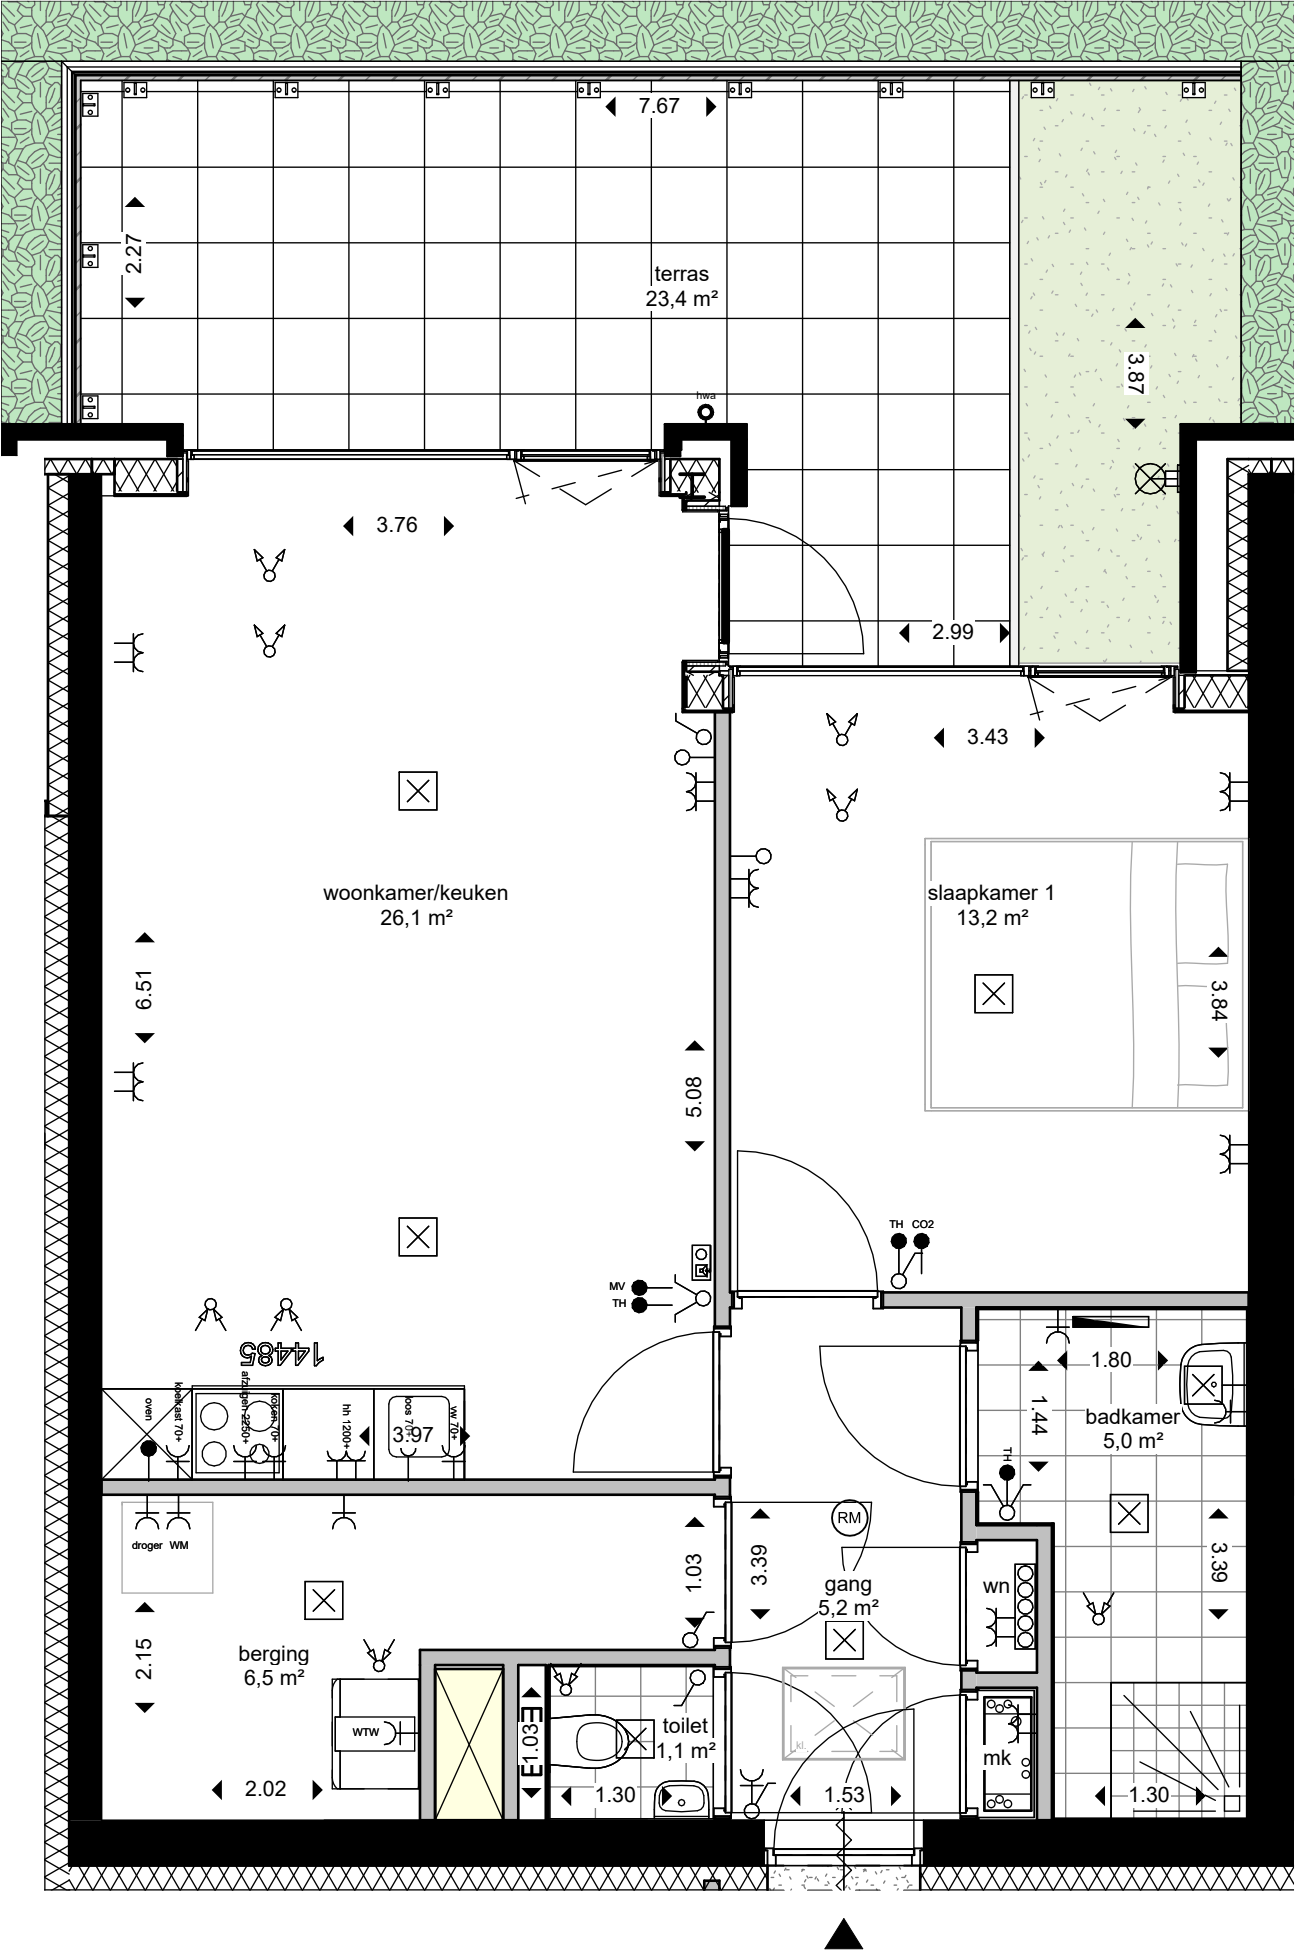 7.67
2.27
terras
23,4 m²
3.87
hwa
3.76
2.99
3.43
woonkamer/keuken
26,1 m²
slaapkamer 1
13,2 m²
6.51
3.84
5.08
TH CO2
MV
TH
14485
oven
koelkast 70+
afzuigen 2250+
koken 70+
hh 1200+
loos 70+
vw 70+
3.97
1.80
1.44
badkamer
5,0 m²
TH
droger WM
1.03
3.39
RM
gang
5,2 m²
wn
3.39
2.15
berging
6,5 m²
WTW
1.03
toilet
1,1 m²
kl.
mk
2.02
1.30
1.53
1.30